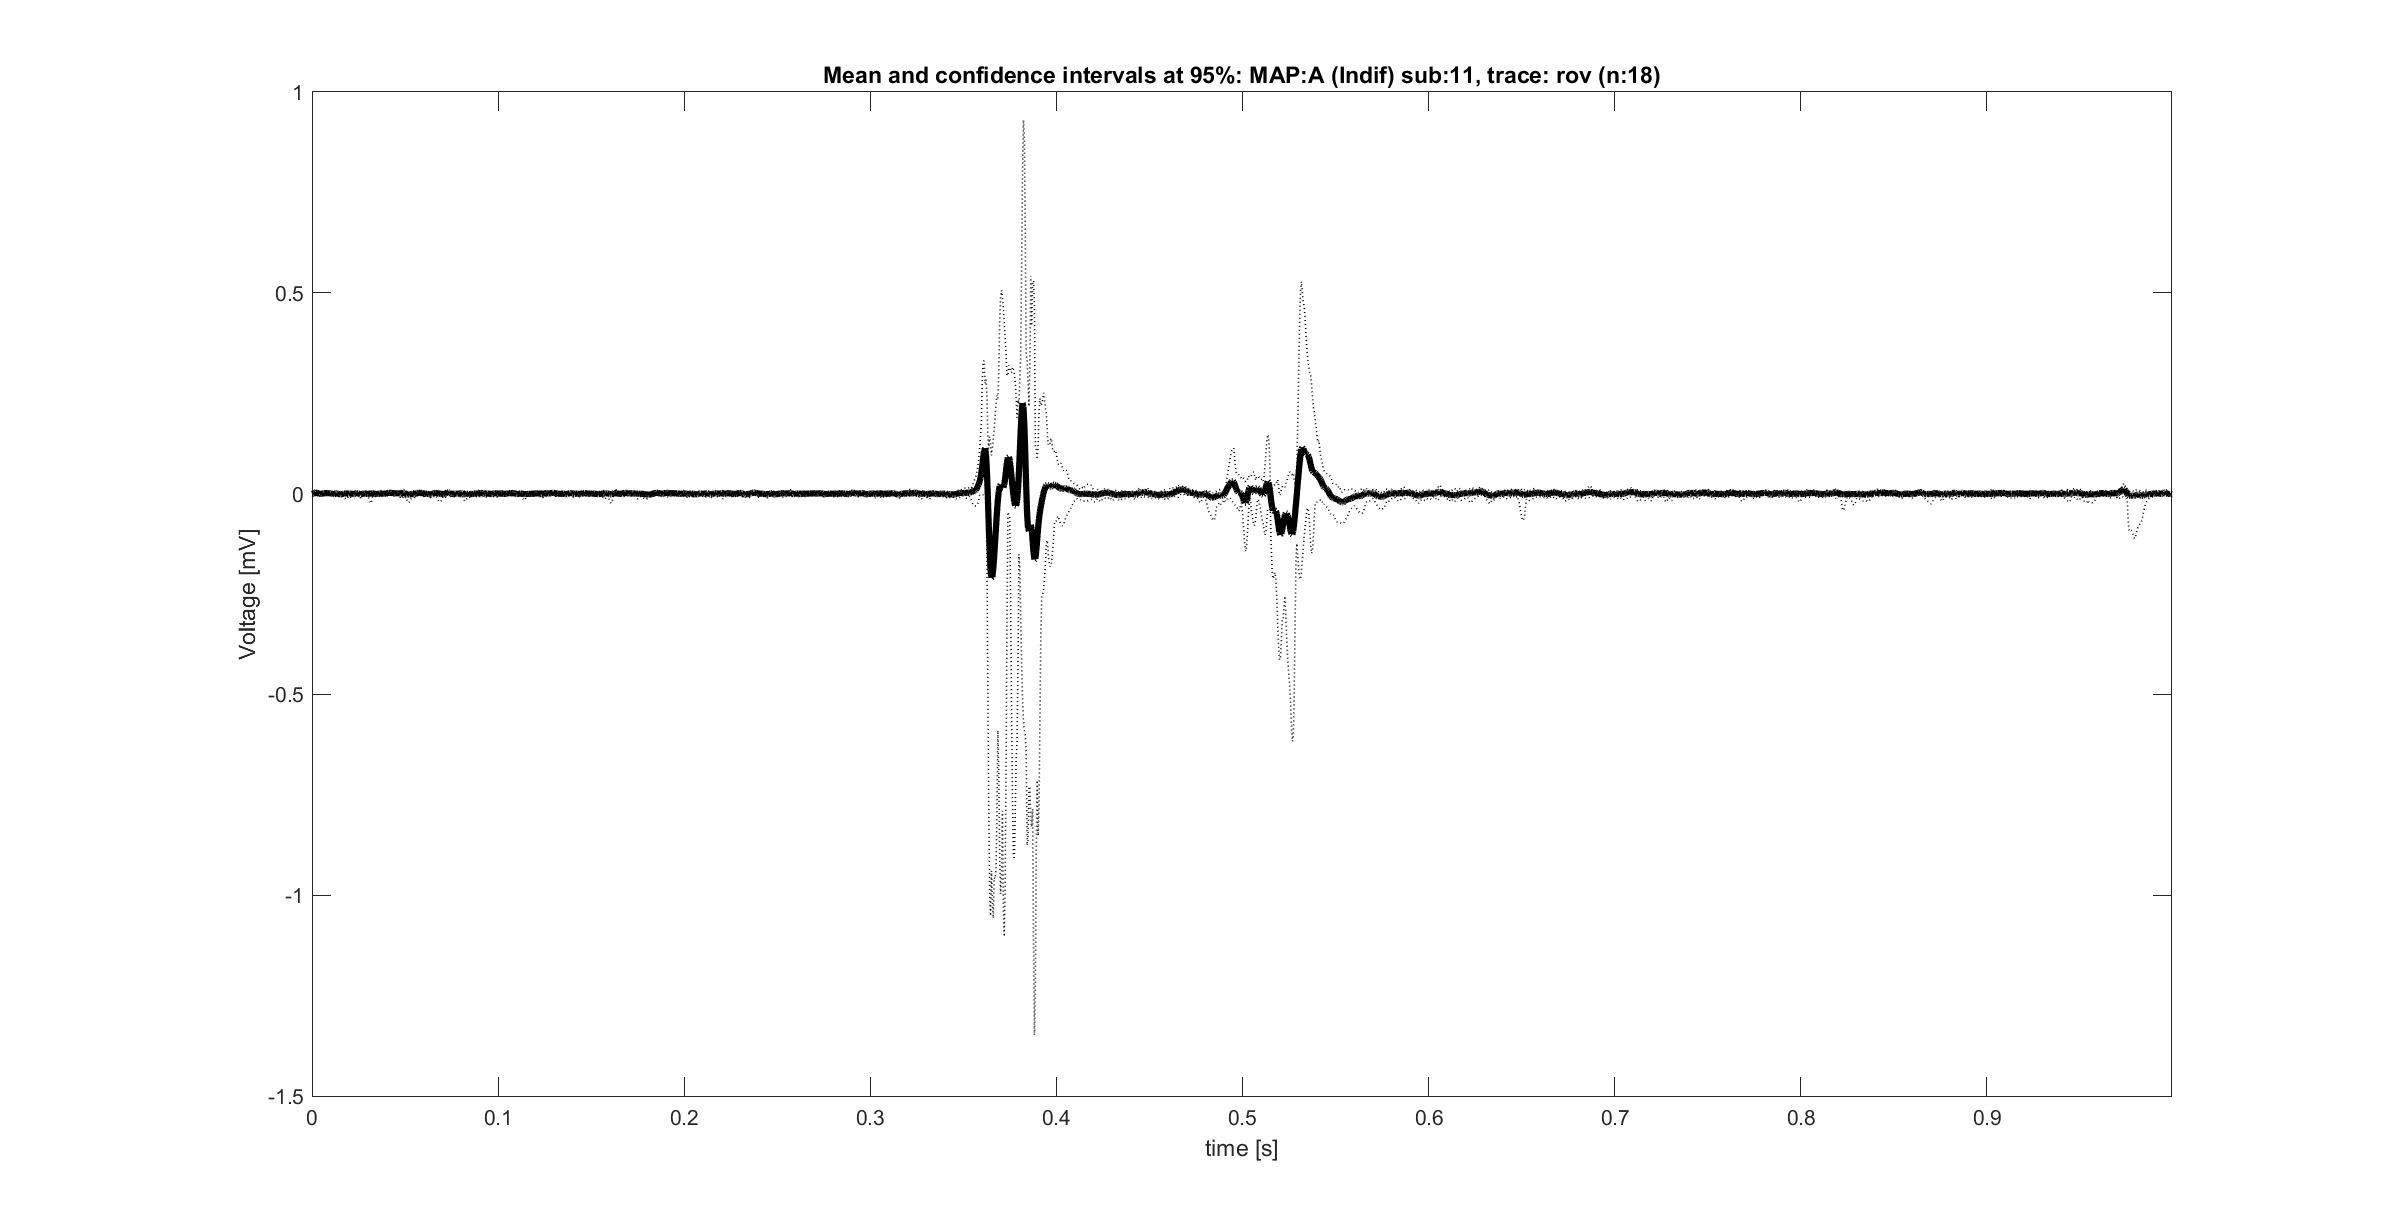 Mean and confidence intervals at 95%: MAP:A (Indif) sub:11, trace: rov (n:18)
1
0.5
0
-0.5
-1
-1.5
Voltage [mV]
0 0.1 0.2 0.3 0.4 0.5 0.6 0.7 0.8 0.9
time [s]